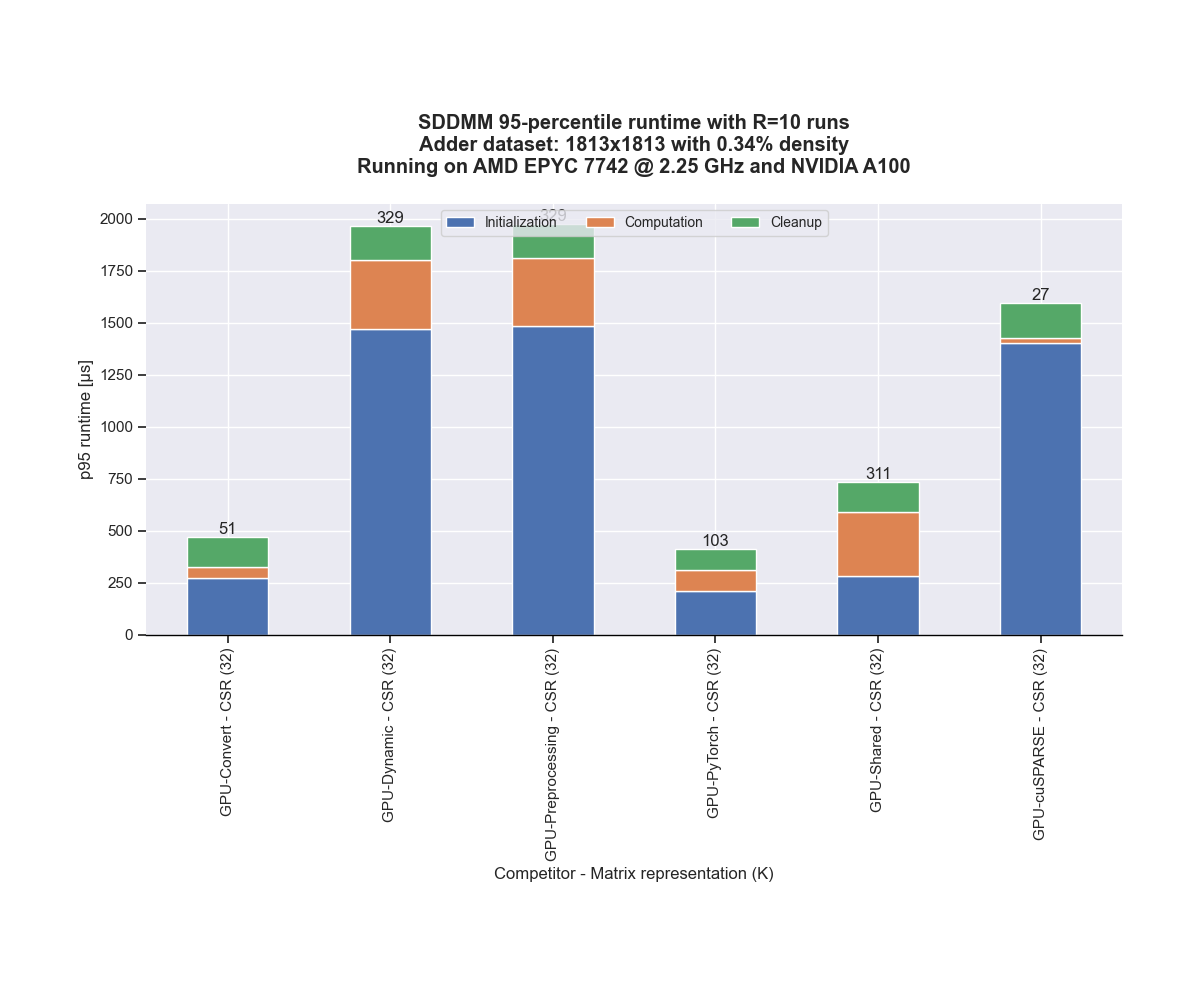 SDDMM 95-percentile runtime with R=10 runs
Adder dataset: 1813x1813 with 0.34% density
Running on AMD EPYC 7742 @ 2.25 GHz and NVIDIA A100
Initialization Computation Cleanup
329
329
27
311
103
51
p95 runtime [µs]
2000
1750
1500
1250
1000
750
500
250
0
GPU-Convert - CSR (32)
GPU-Dynamic - CSR (32)
GPU-Preprocessing - CSR (32)
GPU-PyTorch - CSR (32)
GPU-Shared - CSR (32)
GPU-cuSPARSE - CSR (32)
Competitor - Matrix representation (K)